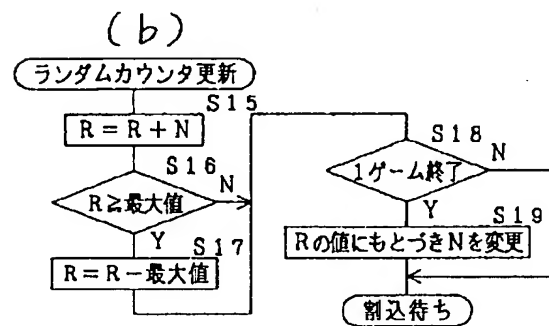 (b)
ランダムカウンタ更新
S15
R=R+N
S16
R≧最大値
N
Y
S17
R=R－最大値
S18
1ゲーム終了
N
Y
S19
Rの値にもとづきNを変更
割込待ち